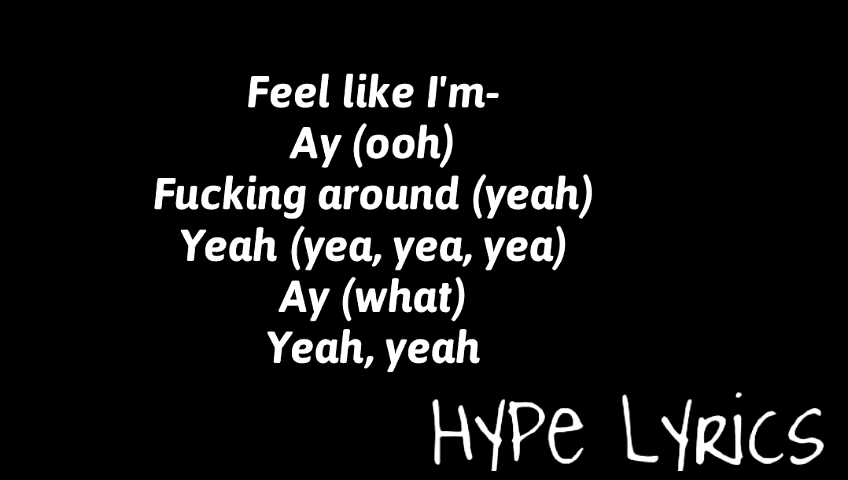 Feel like I'm-
Ay (ooh)
Fucking around (yeah)
Yeah (yea, yea, yea)
Ay (what)
Yeah, yeah
Hype Lyrics